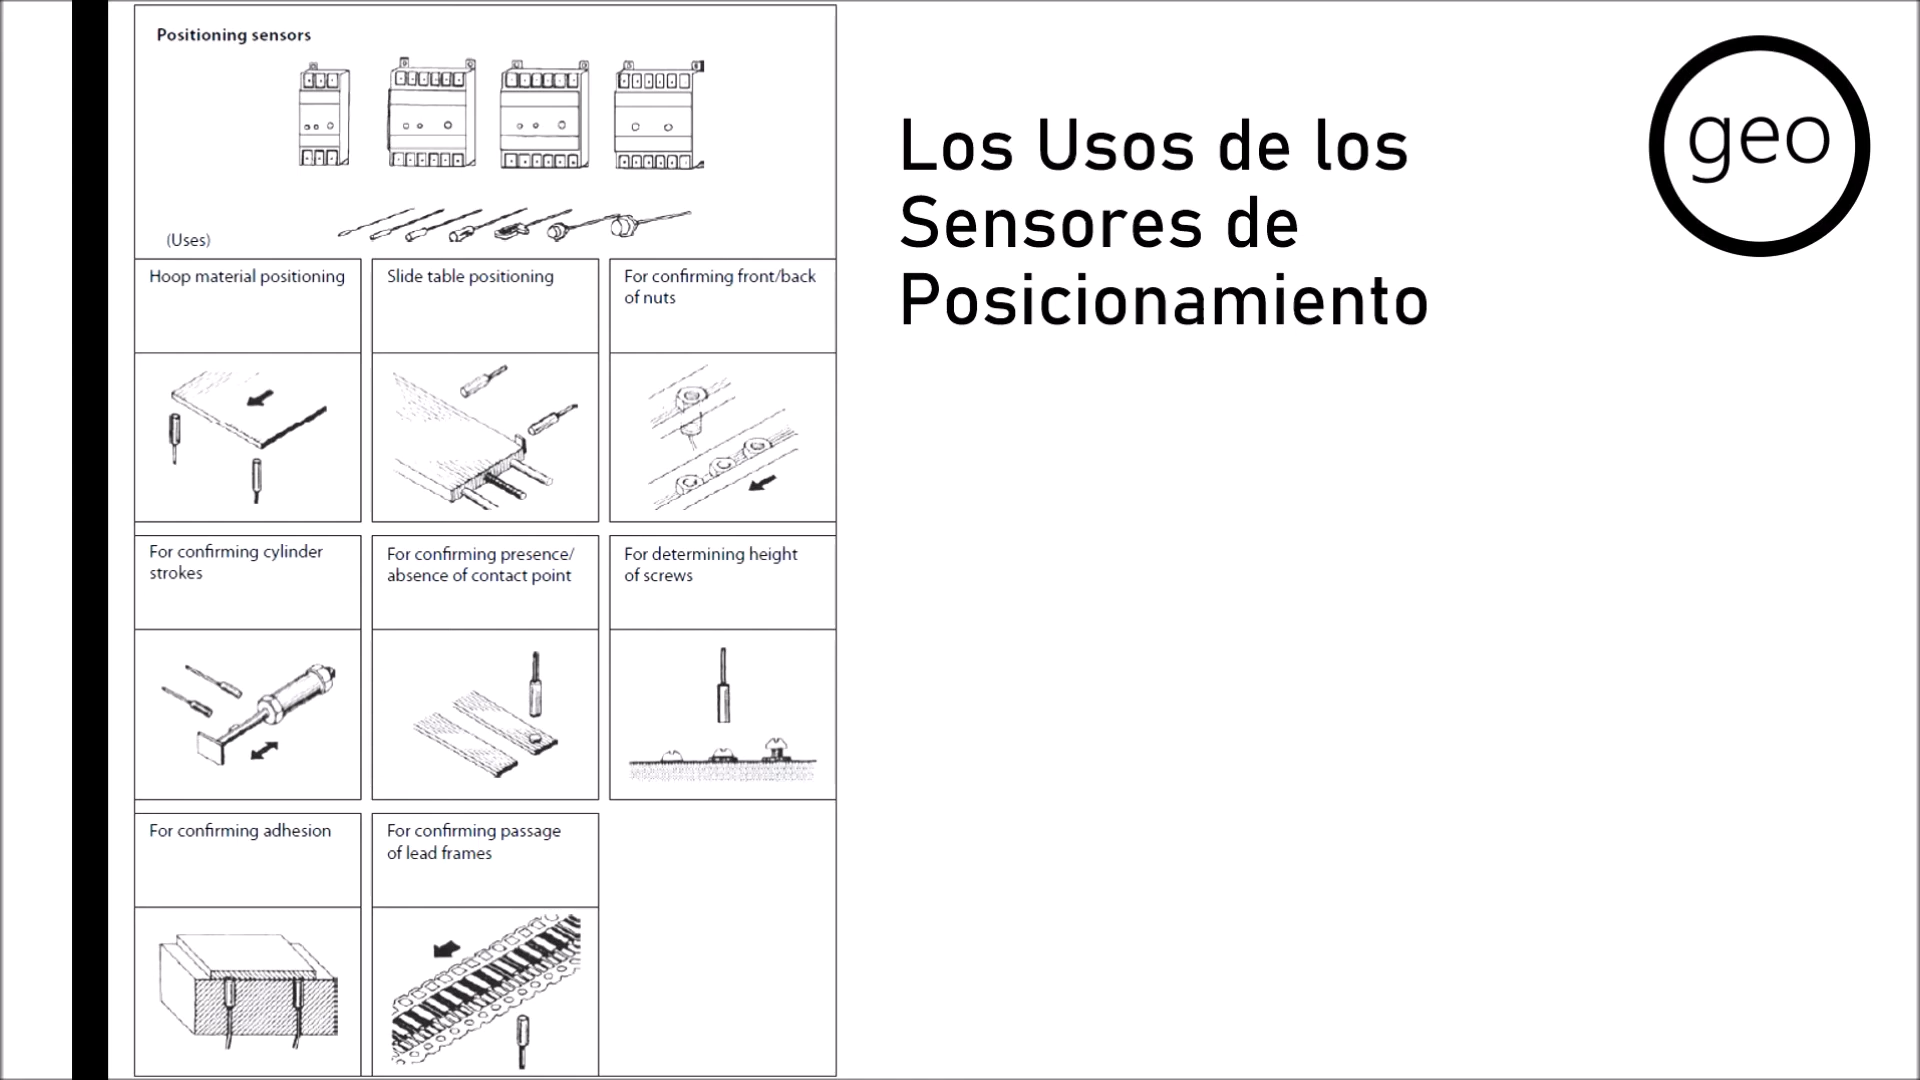 Positioning sensors
(Uses)
Hoop material positioning
Slide table positioning
For confirming front/back
of nuts
For confirming cylinder
strokes
For confirming presence/
absence of contact point
For determining height
of screws
For confirming adhesion
For confirming passage
of lead frames
Los Usos de los
Sensores de
Posicionamiento
geo